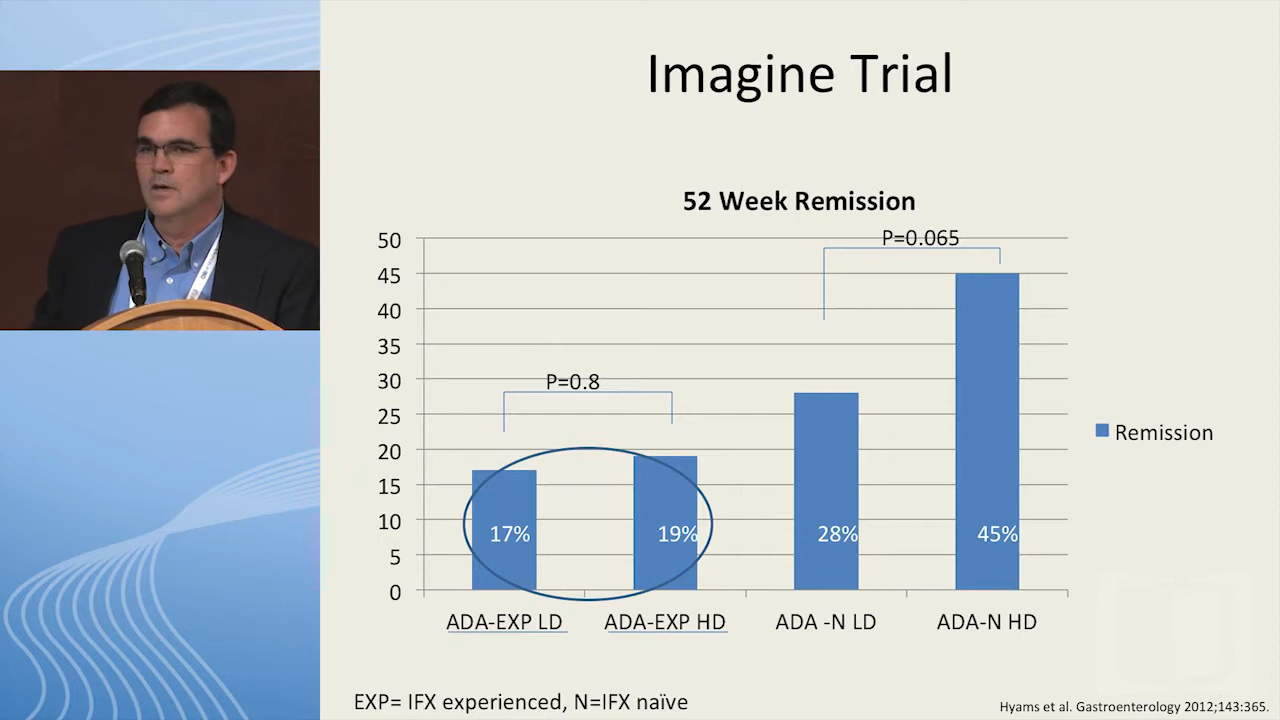 Imagine Trial
52 Week Remission
50
45
40
35
30
25
20
15
10
5
0
P=0.065
P=0.8
17%
19%
28%
45%
ADA-EXP LD
ADA-EXP HD
ADA -N LD
ADA-N HD
Remission
EXP= IFX experienced, N=IFX naïve
Hyams et al. Gastroenterology 2012;143:365.